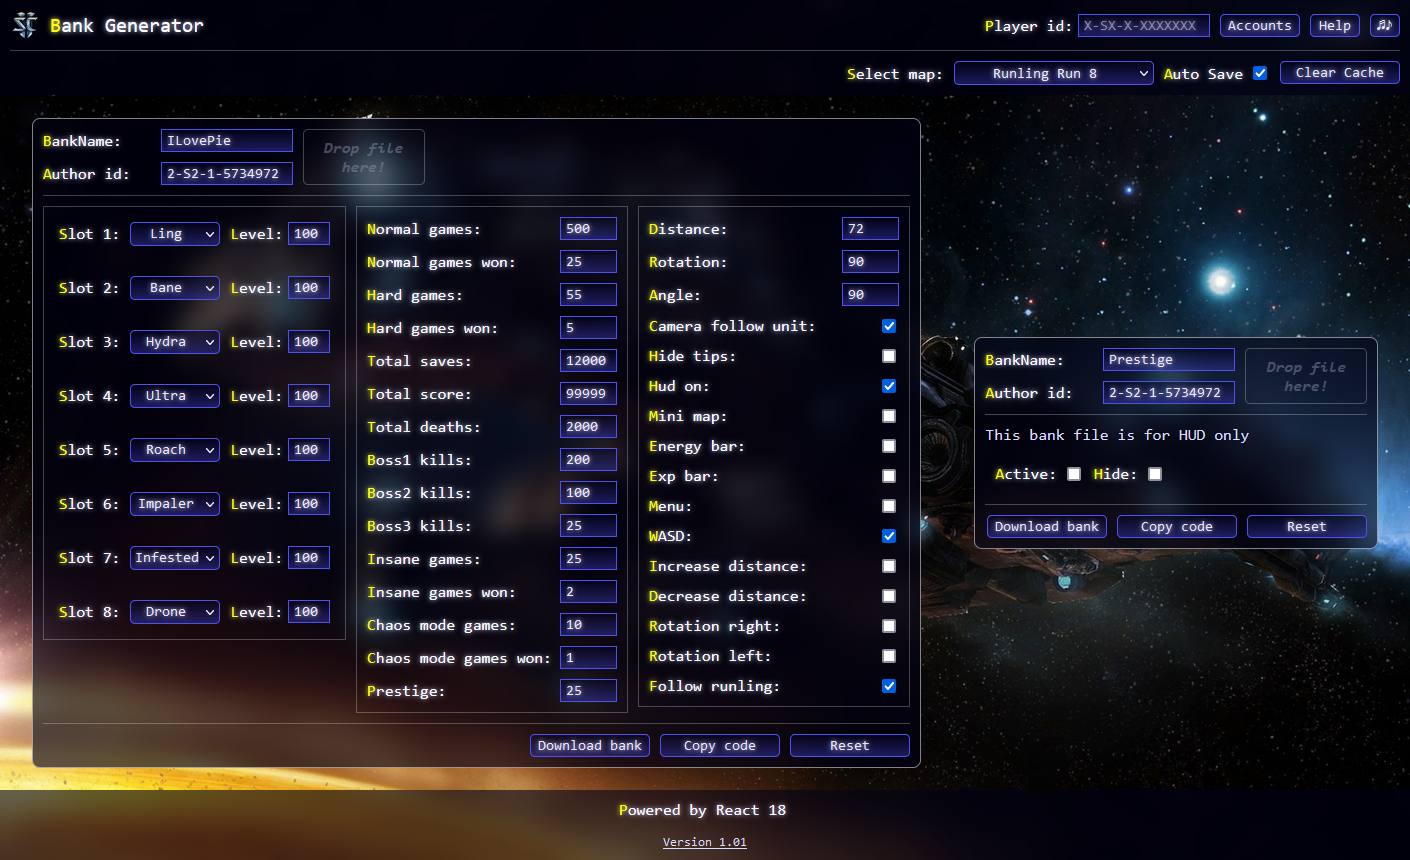 Bank Generator
Player id: X-SX-X-XXXXXXX Accounts Help
Select map: Runling Run 8 Auto Save Clear Cache
BankName: ILovePie
Author id: 2-S2-1-5734972
Drop file
here!
Slot 1: Ling Level: 100
Slot 2: Bane Level: 100
Slot 3: Hydra Level: 100
Slot 4: Ultra Level: 100
Slot 5: Roach Level: 100
Slot 6: Impaler Level: 100
Slot 7: Infested Level: 100
Slot 8: Drone Level: 100
Normal games: 500
Normal games won: 25
Hard games: 55
Hard games won: 5
Total saves: 12000
Total score: 99999
Total deaths: 2000
Boss1 kills: 200
Boss2 kills: 100
Boss3 kills: 25
Insane games: 25
Insane games won: 2
Chaos mode games: 10
Chaos mode games won: 1
Prestige: 25
Distance: 72
Rotation: 90
Angle: 90
Camera follow unit:
Hide tips:
Hud on:
Mini map:
Energy bar:
Exp bar:
Menu:
WASD:
Increase distance:
Decrease distance:
Rotation right:
Rotation left:
Follow runling:
Download bank Copy code Reset
BankName: Prestige
Author id: 2-S2-1-5734972
Drop file
here!
This bank file is for HUD only
Active: Hide:
Download bank Copy code Reset
Powered by React 18
Version 1.01